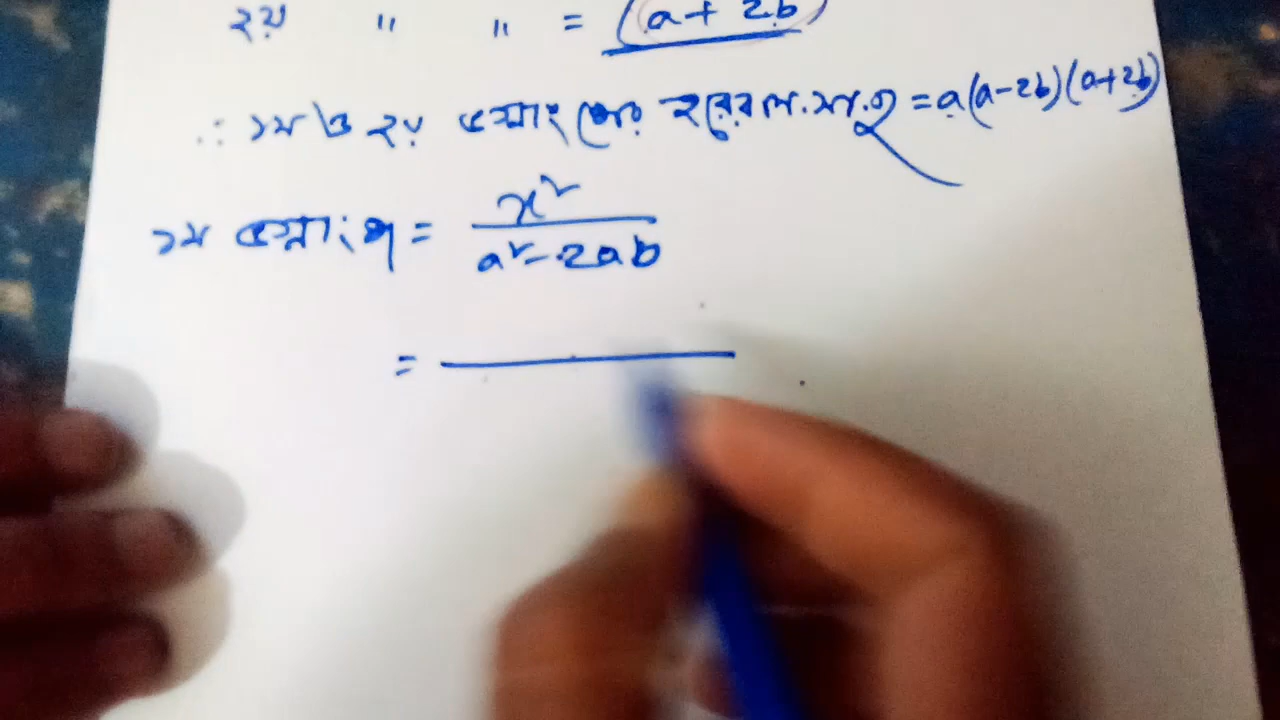 ২য় " " = (a + 2b)
∴ ১ম ও ২য় ভগ্নাংশের হরের ল.সা.গু = a(a-2b)(a+2b)
১ম ভগ্নাংশ = x² / a² - 2ab
=